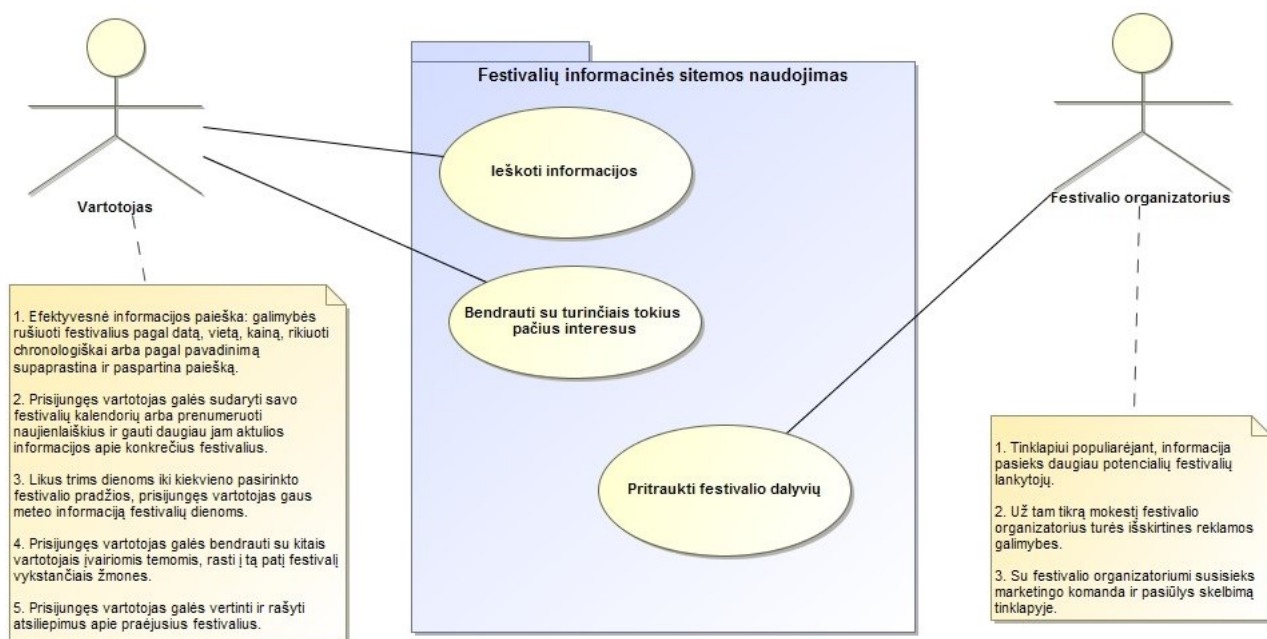 Festivalių informacinės sitemos naudojimas
Ieškoti informacijos
Bendrauti su turinčiais tokius
pačius interesus
Pritraukti festivalio dalyvių
Vartotojas
Festivalio organizatorius
1. Efektyvesnė informacijos paieška: galimybės
rušiuoti festivalius pagal datą, vietą, kainą, rikiuoti
chronologiškai arba pagal pavadinimą
supaprastina ir paspartina paiešką.
2. Prisijungęs vartotojas galės sudaryti savo
festivalių kalendorių arba prenumeruoti
naujienlaiškius ir gauti daugiau jam aktulios
informacijos apie konkrečius festivalius.
3. Likus trims dienoms iki kiekvieno pasirinkto
festivalio pradžios, prisijungęs vartotojas gaus
meteo informaciją festivalių dienoms.
4. Prisijungęs vartotojas galės bendrauti su kitais
vartotojais įvairiomis temomis, rasti į tą patį festivalį
vykstančiais žmones.
5. Prisijungęs vartotojas galės vertinti ir rašyti
atsiliepimus apie praėjusius festivalius.
1. Tinklapiui populiarėjant, informacija
pasieks daugiau potencialių festivalių
lankytojų.
2. Už tam tikrą mokestį festivalio
organizatorius turės išskirtines reklamos
galimybes.
3. Su festivalio organizatoriumi susisieks
marketingo komanda ir pasiūlys skelbimą
tinklapyje.